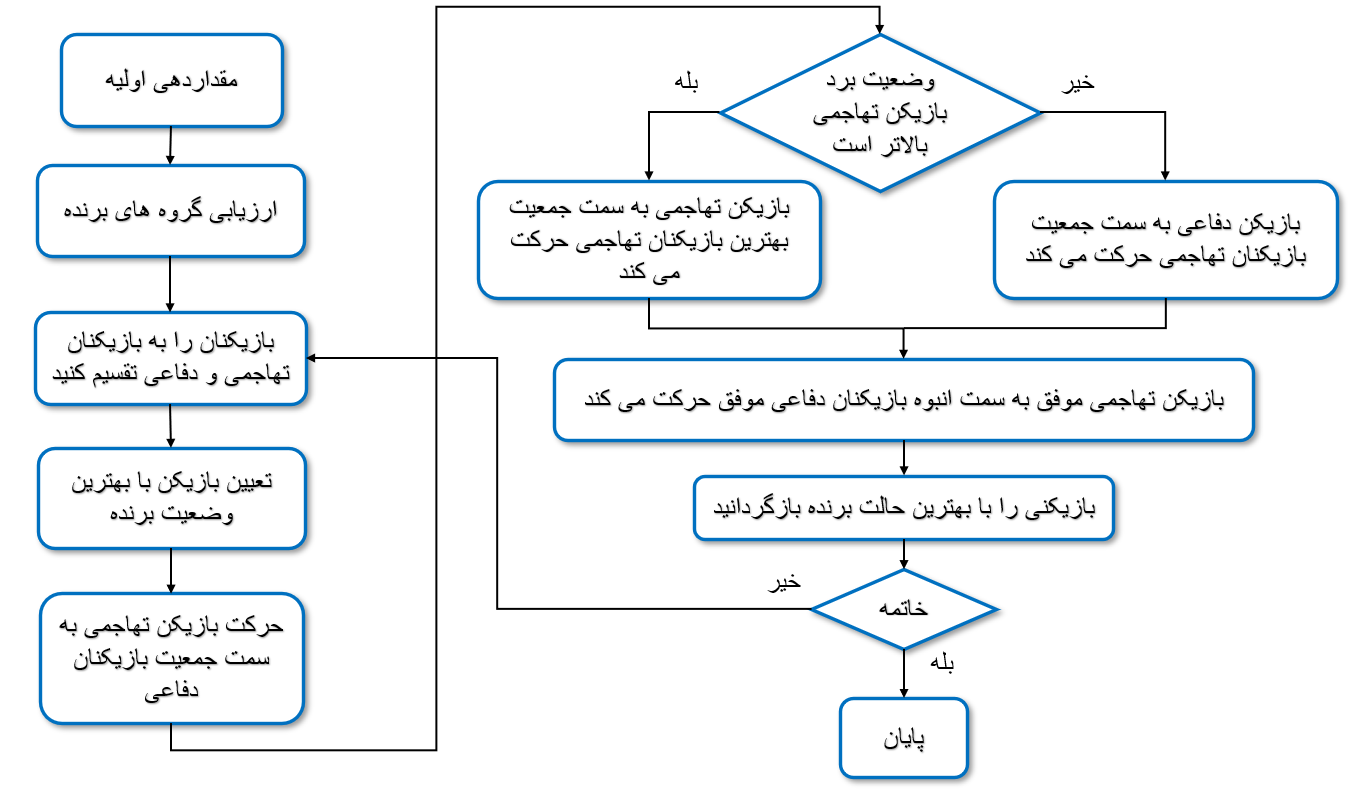 مقداردهی اولیه
ارزیابی گروه های برنده
بازیکنان را به بازیکنان
تهاجمی و دفاعی تقسیم کنید
تعیین بازیکن با بهترین
وضعیت برنده
حرکت بازیکن تهاجمی به
سمت جمعیت بازیکنان
دفاعی
وضعیت برد
بازیکن تهاجمی
بالاتر است
بله
خیر
بازیکن تهاجمی به سمت جمعیت
بهترین بازیکنان تهاجمی حرکت
می کند
بازیکن دفاعی به سمت جمعیت
بازیکنان تهاجمی حرکت می کند
بازیکن تهاجمی موفق به سمت انبوه بازیکنان دفاعی موفق حرکت می کند
بازیکنی را با بهترین حالت برنده بازگردانید
خاتمه
خیر
بله
پایان